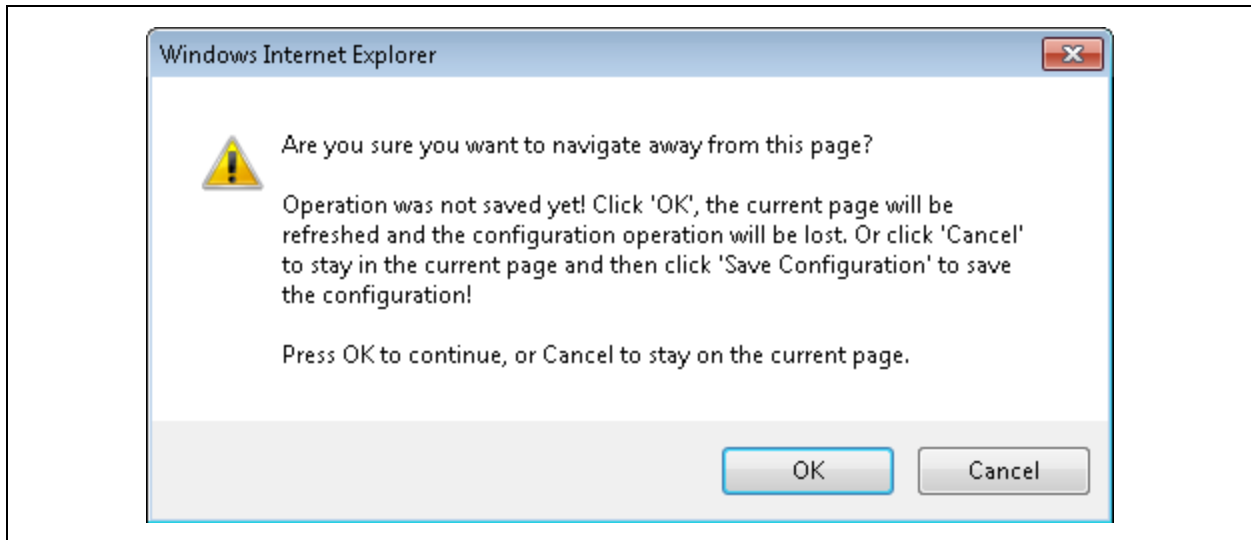 Windows Internet Explorer
Are you sure you want to navigate away from this page?
Operation was not saved yet! Click 'OK', the current page will be
refreshed and the configuration operation will be lost. Or click 'Cancel'
to stay in the current page and then click 'Save Configuration' to save
the configuration!
Press OK to continue, or Cancel to stay on the current page.
OK
Cancel